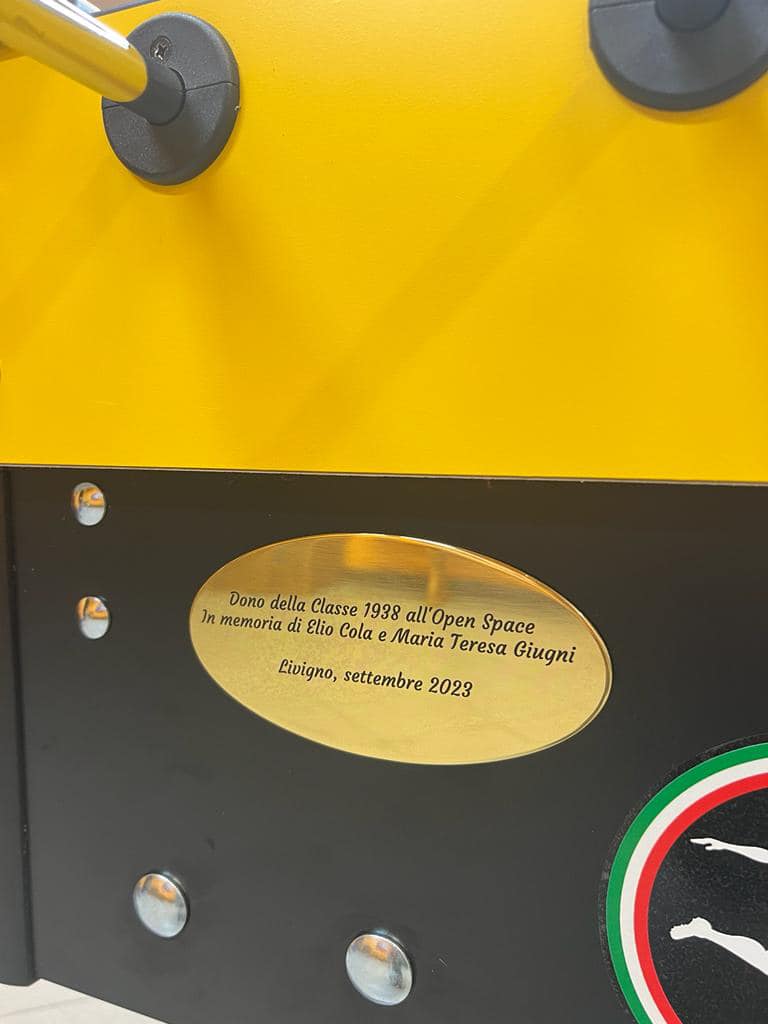 Dono della Classe 1938 all'Open Space
In memoria di Elio Cola e Maria Teresa Giugni
Livigno, settembre 2023